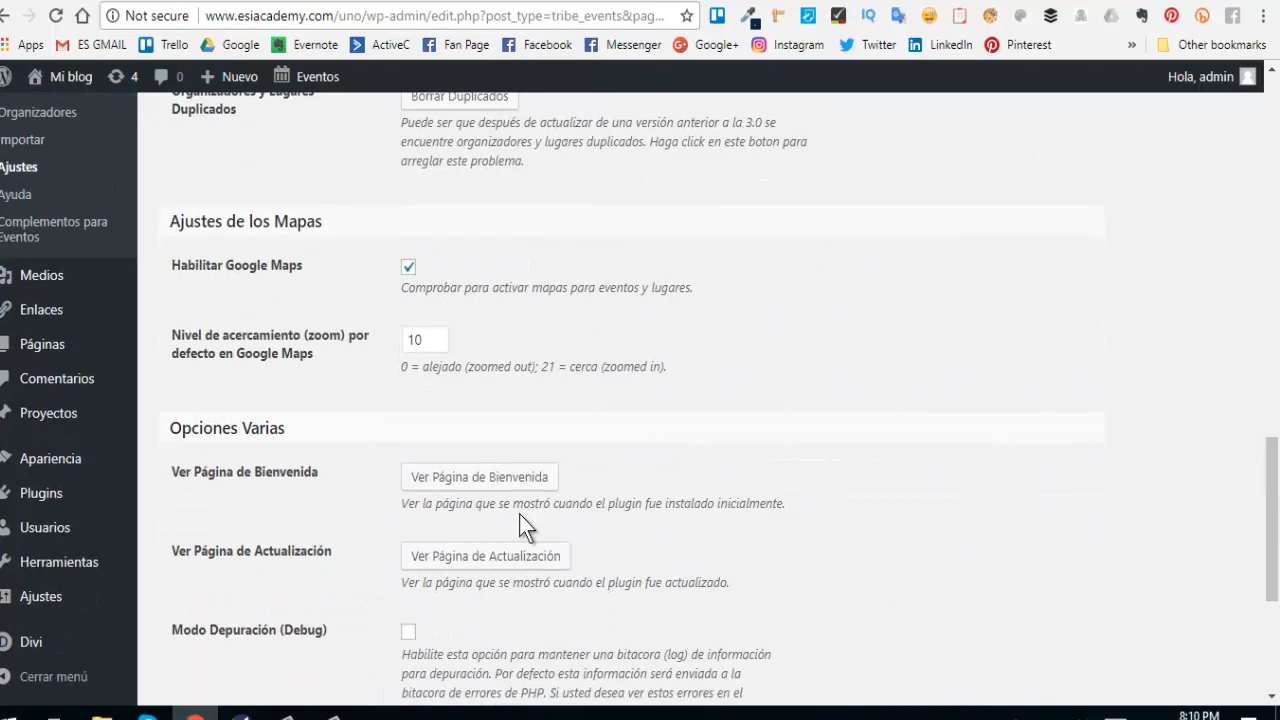 Not secure
www.esiacademy.com/uno/wp-admin/edit.php?post_type=tribe_events&pag...
Apps
ES GMAIL
Trello
Google
Evernote
ActiveC
Fan Page
Facebook
Messenger
Google+
Instagram
Twitter
LinkedIn
Pinterest
»
Other bookmarks
Mi blog
4
0
Nuevo
Eventos
Hola, admin
Organizadores
Importar
Ajustes
Ayuda
Complementos para
Eventos
Medios
Enlaces
Páginas
Comentarios
Proyectos
Apariencia
Plugins
Usuarios
Herramientas
Ajustes
Divi
Cerrar menú
Organizadores y Lugares
Duplicados
Borrar Duplicados
Puede ser que después de actualizar de una versión anterior a la 3.0 se
encuentre organizadores y lugares duplicados. Haga click en este boton para
arreglar este problema.
Ajustes de los Mapas
Habilitar Google Maps
Comprobar para activar mapas para eventos y lugares.
Nivel de acercamiento (zoom) por
defecto en Google Maps
10
0 = alejado (zoomed out); 21 = cerca (zoomed in).
Opciones Varias
Ver Página de Bienvenida
Ver Página de Bienvenida
Ver la página que se mostró cuando el plugin fue instalado inicialmente.
Ver Página de Actualización
Ver Página de Actualización
Ver la página que se mostró cuando el plugin fue actualizado.
Modo Depuración (Debug)
Habilite esta opción para mantener una bitacora (log) de información
para depuración. Por defecto esta información será enviada a la
bitacora de errores de PHP. Si usted desea ver estos errores en el
8:10 PM